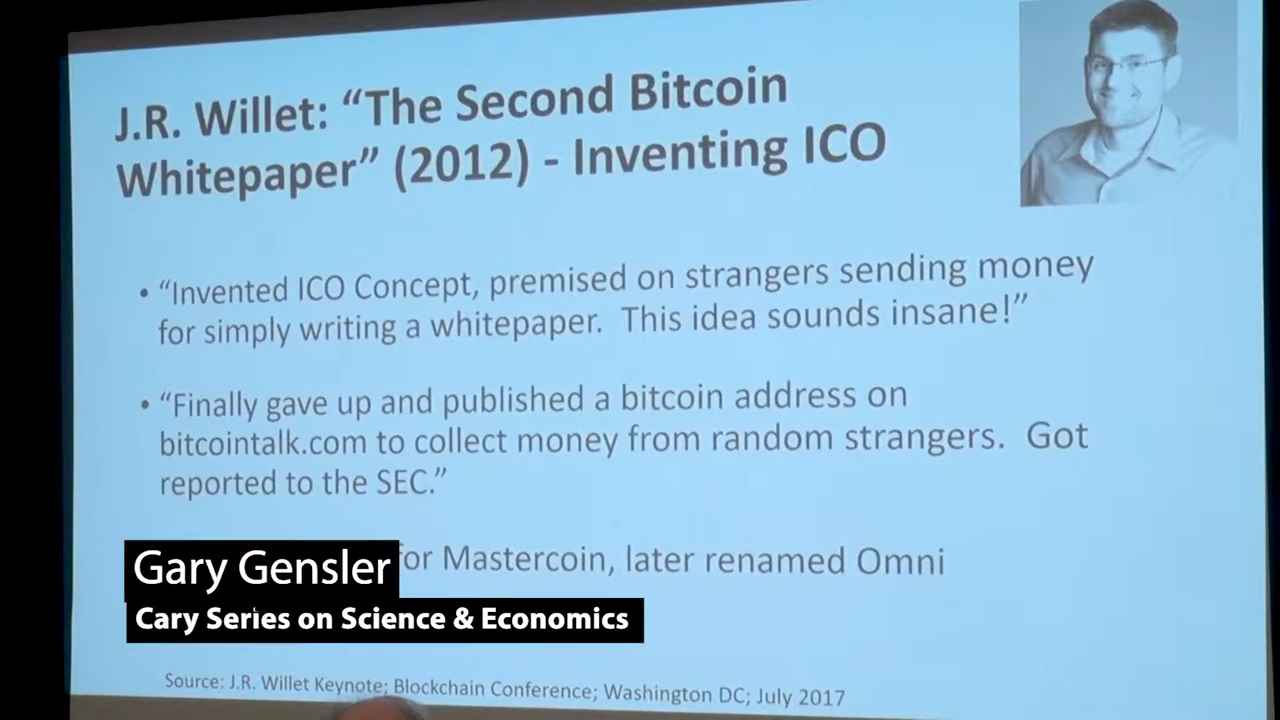 J.R. Willet: “The Second Bitcoin
Whitepaper” (2012) - Inventing ICO
• “Invented ICO Concept, premised on strangers sending money
for simply writing a whitepaper. This idea sounds insane!”
• “Finally gave up and published a bitcoin address on
bitcointalk.com to collect money from random strangers. Got
reported to the SEC.”
for Mastercoin, later renamed Omni
Gary Gensler
Cary Series on Science & Economics
Source: J.R. Willet Keynote; Blockchain Conference; Washington DC; July 2017